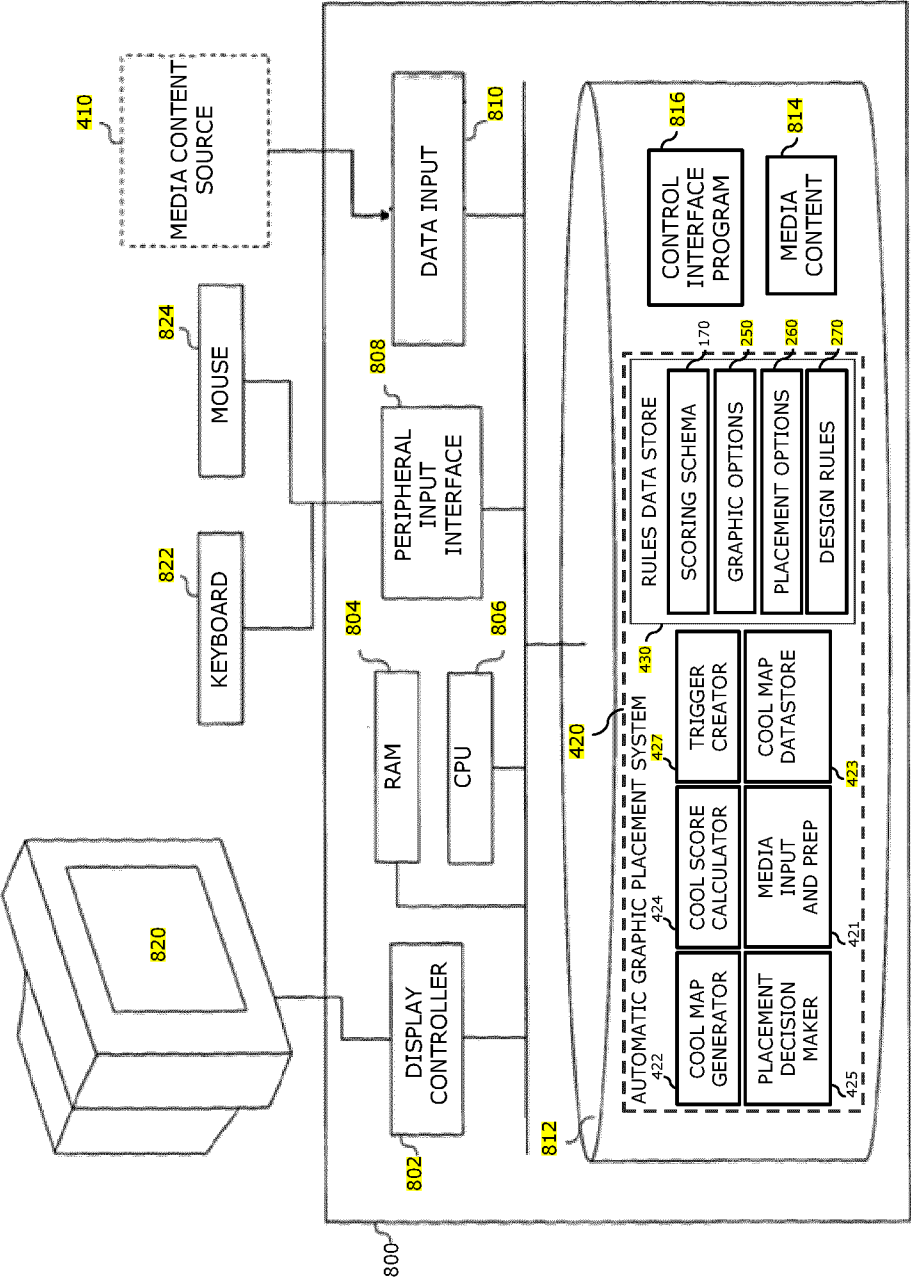 410
MEDIA CONTENT
SOURCE
824
MOUSE
822
KEYBOARD
820
810
DATA INPUT
808
PERIPHERAL
INPUT
INTERFACE
804
RAM
806
CPU
DISPLAY
CONTROLLER
802
800
812
816
CONTROL
INTERFACE
PROGRAM
814
MEDIA
CONTENT
420
AUTOMATIC GRAPHIC PLACEMENT SYSTEM
422
COOL MAP
GENERATOR
424
COOL SCORE
CALCULATOR
427
TRIGGER
CREATOR
PLACEMENT
DECISION
MAKER
425
MEDIA
INPUT
AND PREP
421
COOL MAP
DATASTORE
423
430
RULES DATA STORE
SCORING SCHEMA
170
GRAPHIC OPTIONS
250
PLACEMENT OPTIONS
260
DESIGN RULES
270